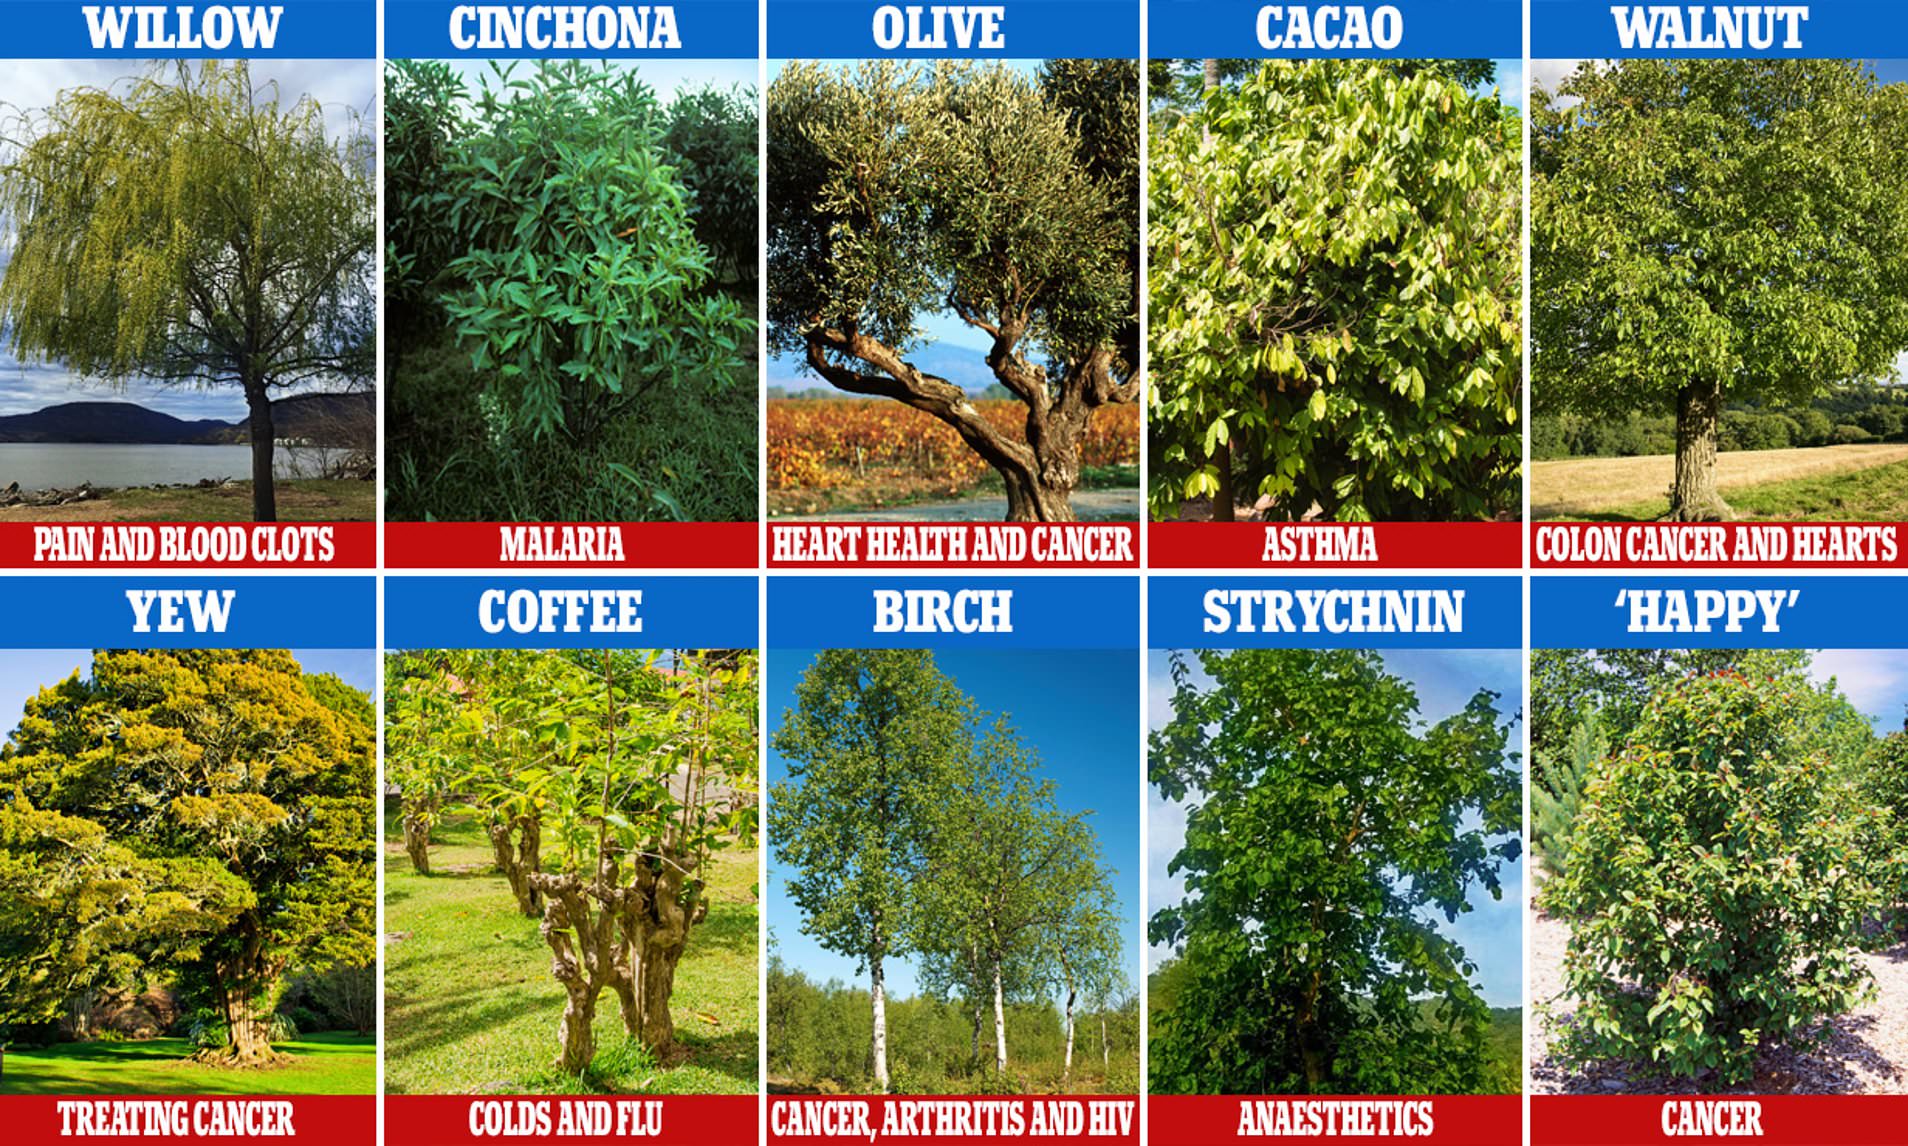 WILLOW
CINCHONA
OLIVE
CACAO
WALNUT
PAIN AND BLOOD CLOTS
MALARIA
HEART HEALTH AND CANCER
ASTHMA
COLON CANCER AND HEARTS
YEW
COFFEE
BIRCH
STRYCHNIN
‘HAPPY’
TREATING CANCER
COLDS AND FLU
CANCER, ARTHRITIS AND HIV
ANAESTHETICS
CANCER